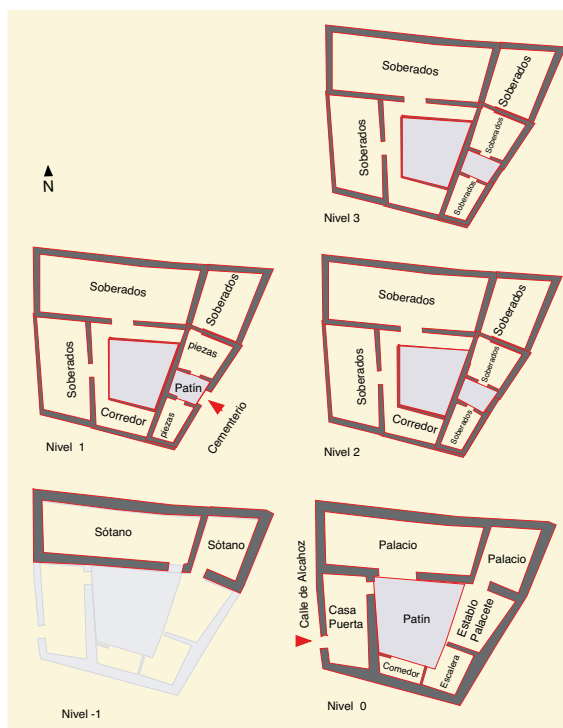 Soberados
Soberados
Soberados
Soberados
Soberados
Nivel 3
N
Soberados
Soberados
Soberados
piezas
Patín
Corredor
piezas
Cementerio
Nivel 1
Soberados
Soberados
Soberados
Soberados
Corredor
Soberados
Nivel 2
Sótano
Sótano
Nivel -1
Calle de Alcahoz
Palacio
Palacio
Casa
Puerta
Patín
Establo
Palacete
Comedor
Escalera
Nivel 0